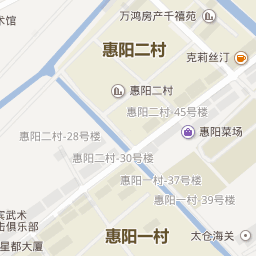 万鸿房产千禧苑
术馆
惠阳二村
克莉丝汀
惠阳二村
惠阳二村-45号楼
惠阳二村-28号楼
惠阳菜场
惠阳二村-30号楼
惠阳一村-37号楼
惠阳一村-39号楼
宾武术
击俱乐部
惠阳一村
太仓海关
星都大厦